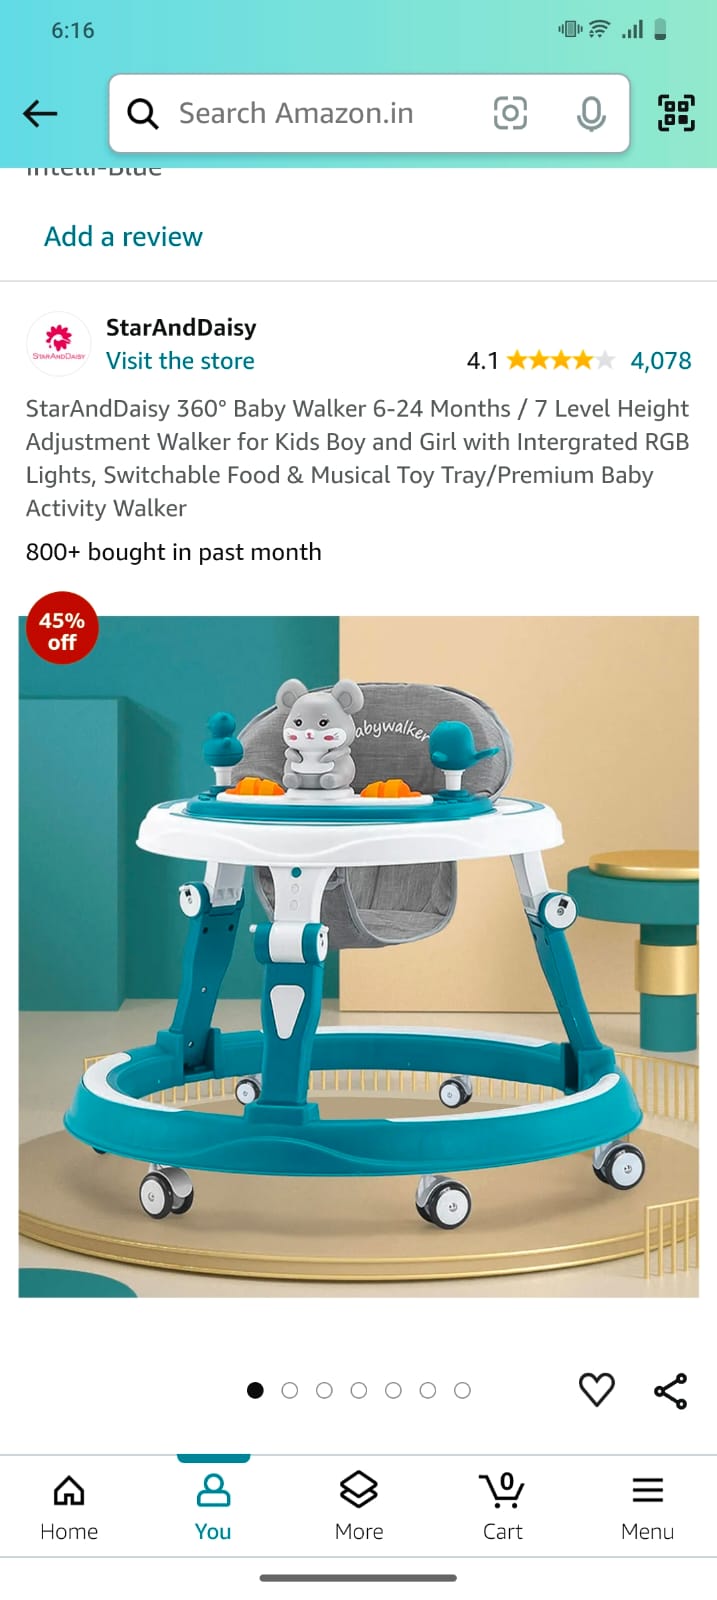 6:16
Search Amazon.in
Intelli-Blue
Add a review
StarAndDaisy
STARANDDAISY
Visit the store
4.1
4,078
StarAndDaisy 360° Baby Walker 6-24 Months / 7 Level Height
Adjustment Walker for Kids Boy and Girl with Intergrated RGB
Lights, Switchable Food & Musical Toy Tray/Premium Baby
Activity Walker
800+ bought in past month
45%
off
abywalker
0
Home
You
More
Cart
Menu